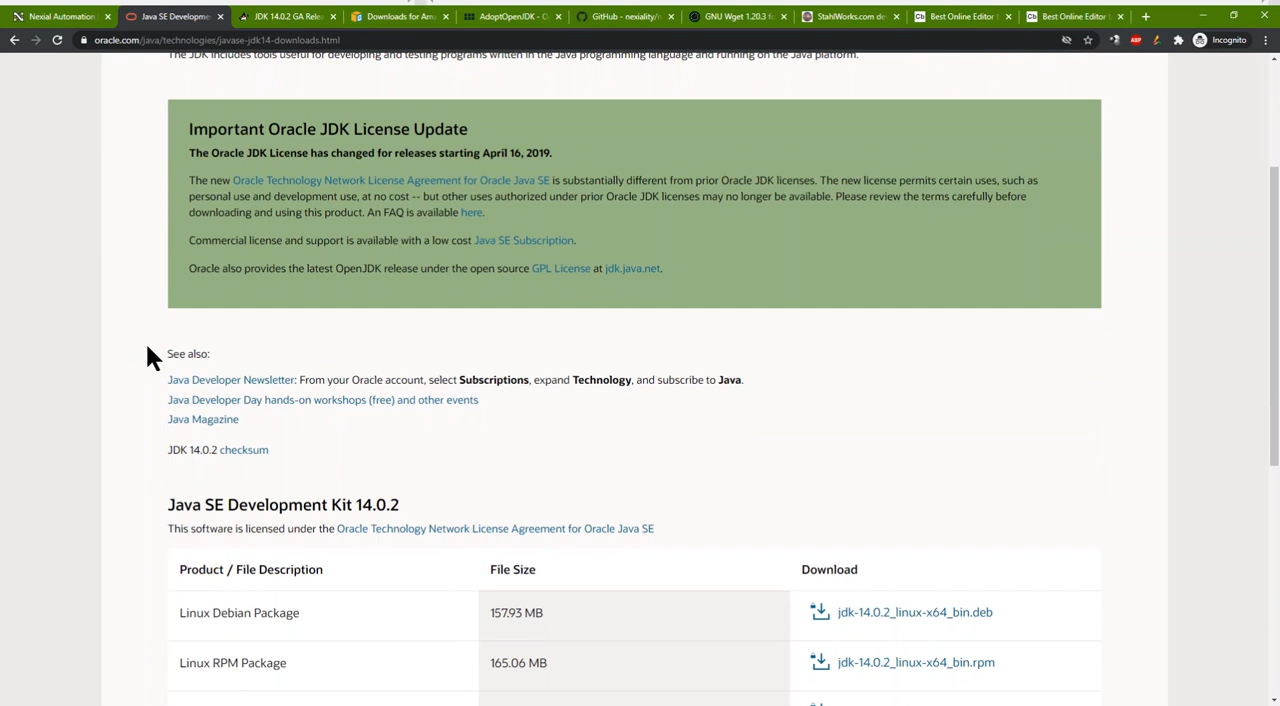 Nexial Automation
Java SE Developme
JDK 14.0.2 GA Relea
Downloads for Ama
AdoptOpenJDK - O
GitHub - nexiality/n
GNU Wget 1.20.3 fo
StahlWorks.com de
Best Online Editor t
Best Online Editor t
oracle.com/java/technologies/javase-jdk14-downloads.html
ABP
Incognito
The JDK includes tools useful for developing and testing programs written in the Java programming language and running on the Java platform.
Important Oracle JDK License Update
The Oracle JDK License has changed for releases starting April 16, 2019.
The new Oracle Technology Network License Agreement for Oracle Java SE is substantially different from prior Oracle JDK licenses. The new license permits certain uses, such as
personal use and development use, at no cost -- but other uses authorized under prior Oracle JDK licenses may no longer be available. Please review the terms carefully before
downloading and using this product. An FAQ is available here.
Commercial license and support is available with a low cost Java SE Subscription.
Oracle also provides the latest OpenJDK release under the open source GPL License at jdk.java.net.
See also:
Java Developer Newsletter: From your Oracle account, select Subscriptions, expand Technology, and subscribe to Java.
Java Developer Day hands-on workshops (free) and other events
Java Magazine
JDK 14.0.2 checksum
Java SE Development Kit 14.0.2
This software is licensed under the Oracle Technology Network License Agreement for Oracle Java SE
Product / File Description File Size Download
Linux Debian Package 157.93 MB jdk-14.0.2_linux-x64_bin.deb
Linux RPM Package 165.06 MB jdk-14.0.2_linux-x64_bin.rpm